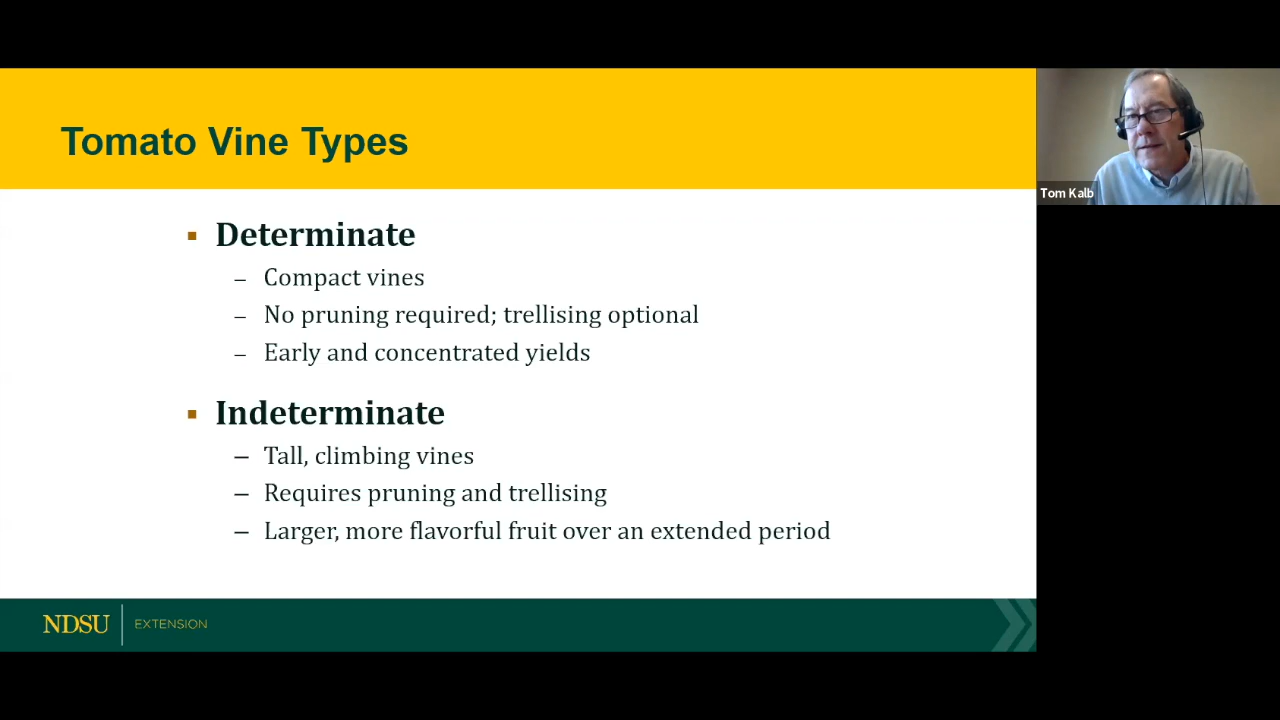 Tomato Vine Types
Tom Kalb
▪ Determinate
– Compact vines
– No pruning required; trellising optional
– Early and concentrated yields
▪ Indeterminate
– Tall, climbing vines
– Requires pruning and trellising
– Larger, more flavorful fruit over an extended period
NDSU EXTENSION